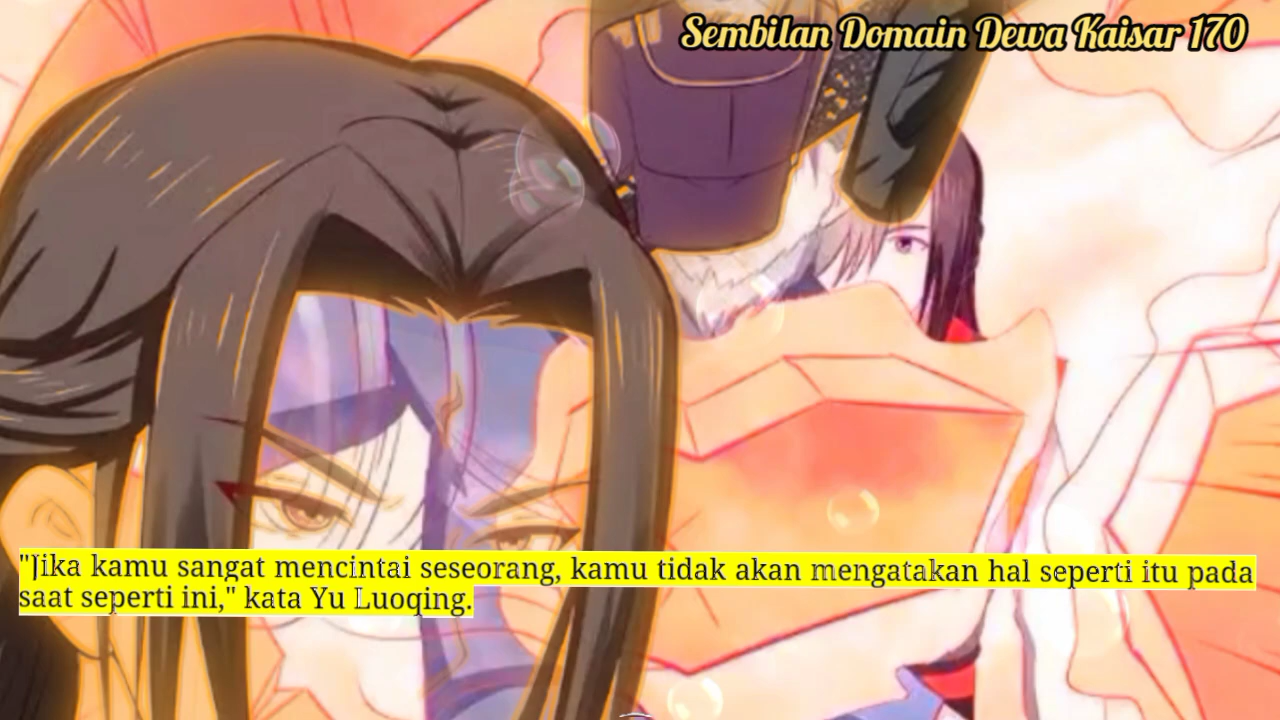 Sembilan Domain Dewa Kaisar 170
"Jika kamu sangat mencintai seseorang, kamu tidak akan mengatakan hal seperti itu pada
saat seperti ini," kata Yu Luoqing.